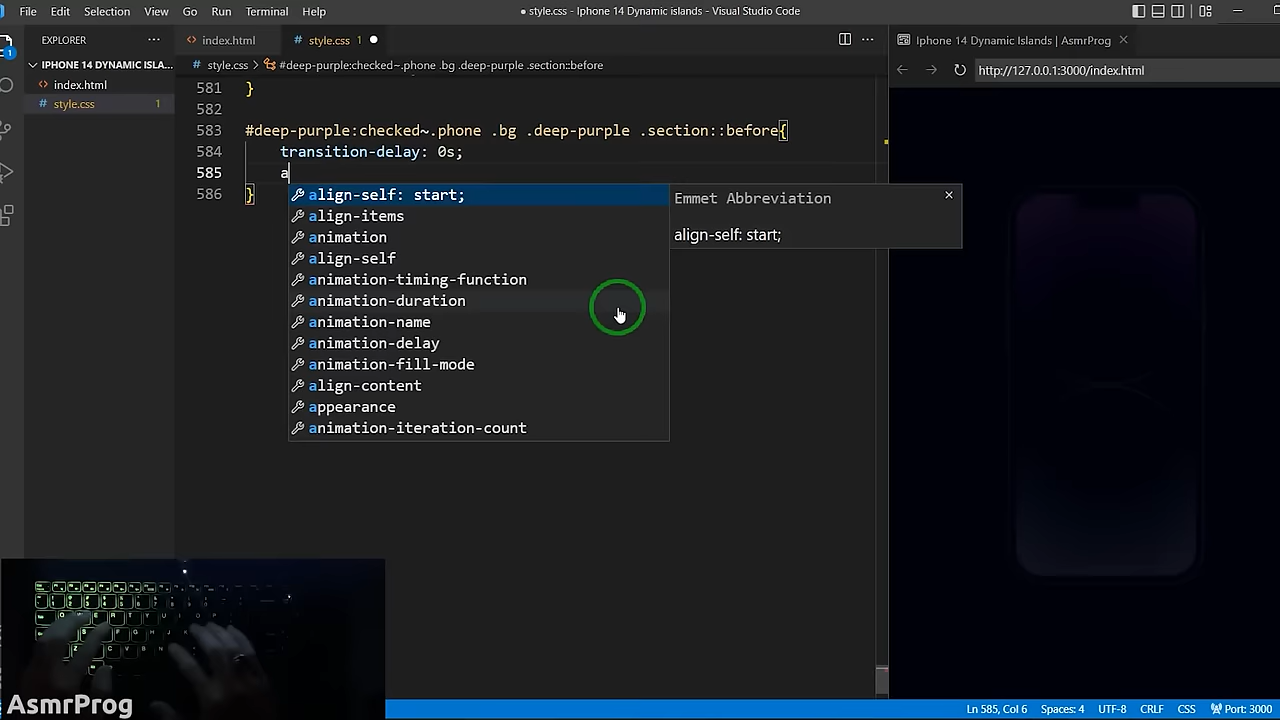 File Edit Selection View Go Run Terminal Help
● style.css - Iphone 14 Dynamic islands - Visual Studio Code
EXPLORER ...
IPHONE 14 DYNAMIC ISLA...
<> index.html
# style.css 1
1
<> index.html
# style.css 1 ●
# style.css > #deep-purple:checked~.phone .bg .deep-purple .section::before
581 }
582
583 #deep-purple:checked~.phone .bg .deep-purple .section::before{
584 transition-delay: 0s;
585 a
586 }
align-self: start;
align-items
animation
align-self
animation-timing-function
animation-duration
animation-name
animation-delay
animation-fill-mode
align-content
appearance
animation-iteration-count
Emmet Abbreviation
align-self: start;
Iphone 14 Dynamic Islands | AsmrProg
http://127.0.0.1:3000/index.html
AsmrProg
Ln 585, Col 6 Spaces: 4 UTF-8 CRLF CSS Port: 3000